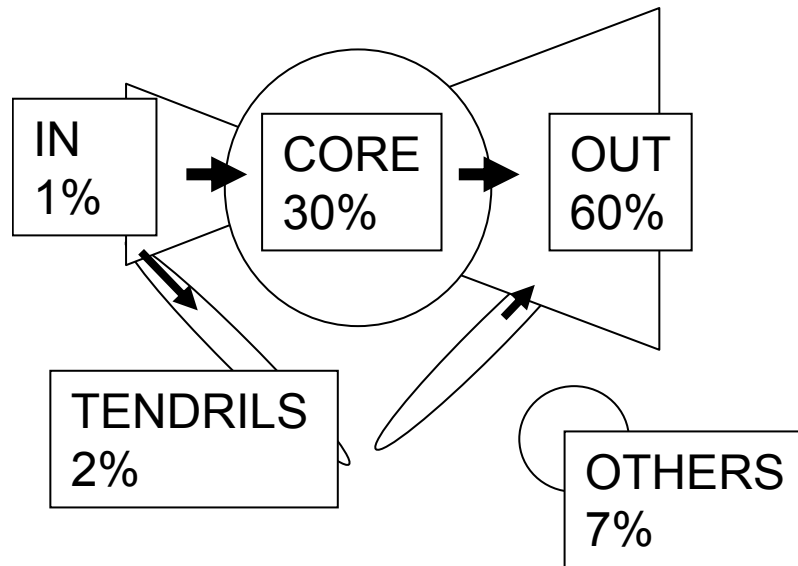 IN
1%
CORE
30%
OUT
60%
TENDRILS
2%
OTHERS
7%